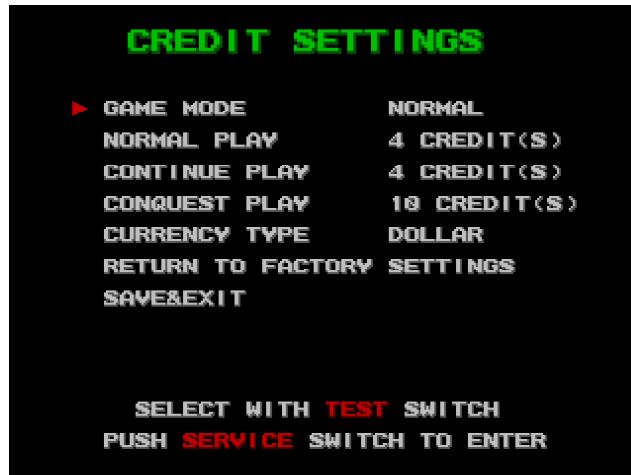 CREDIT SETTINGS
GAME MODE NORMAL
NORMAL PLAY 4 CREDIT(S)
CONTINUE PLAY 4 CREDIT(S)
CONQUEST PLAY 10 CREDIT(S)
CURRENCY TYPE DOLLAR
RETURN TO FACTORY SETTINGS
SAVE&EXIT
SELECT WITH TEST SWITCH
PUSH SERVICE SWITCH TO ENTER